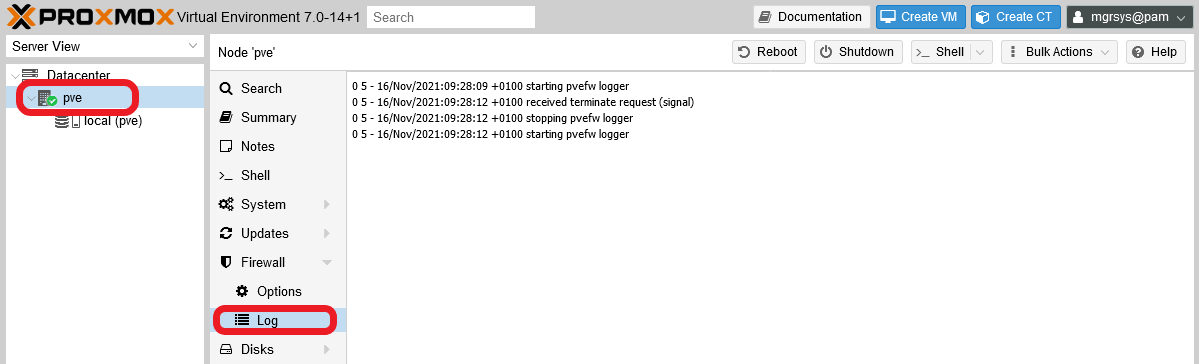 PROXMOX Virtual Environment 7.0-14+1 Search Documentation Create VM Create CT mgrsys@pam
Server View
Node 'pve' Reboot Shutdown >_ Shell Bulk Actions Help
Datacenter
pve
local (pve)
Search
Summary
Notes
>_ Shell
System
Updates
Firewall
Options
Log
Disks
0 5 - 16/Nov/2021:09:28:09 +0100 starting pvefw logger
0 5 - 16/Nov/2021:09:28:12 +0100 received terminate request (signal)
0 5 - 16/Nov/2021:09:28:12 +0100 stopping pvefw logger
0 5 - 16/Nov/2021:09:28:12 +0100 starting pvefw logger